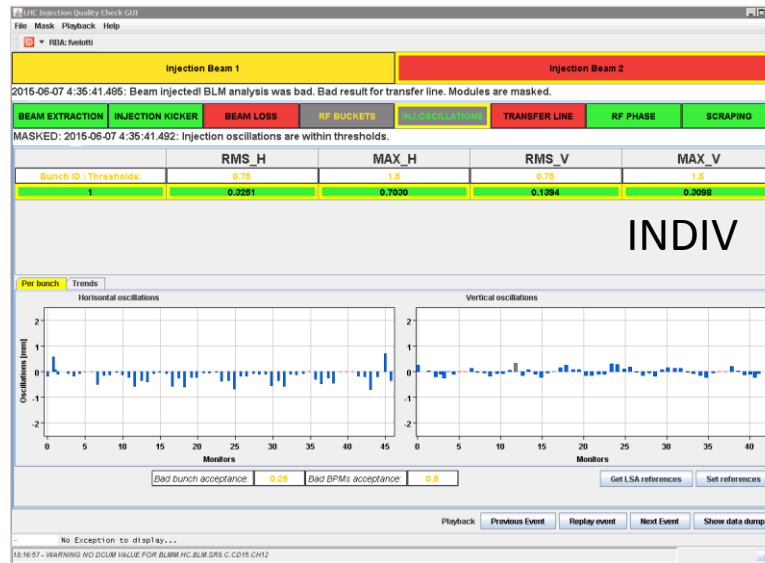 LHC Injection Quality Check GUI
File Mask Playback Help
RBA: fvelotti
Injection Beam 1 Injection Beam 2
2015-06-07 4:35:41.485: Beam injected! BLM analysis was bad. Bad result for transfer line. Modules are masked.
BEAM EXTRACTION INJECTION KICKER BEAM LOSS RF BUCKETS INJ.OSCILLATIONS TRANSFER LINE RF PHASE SCRAPING
MASKED: 2015-06-07 4:35:41.492: Injection oscillations are within thresholds.
RMS_H MAX_H RMS_V MAX_V
Bunch ID \ Thresholds: 0.75 1.5 0.75 1.5
1 0.3251 0.7030 0.1394 0.3098
INDIV
Per bunch Trends
Horisontal oscillations Vertical oscillations
2 2
1 1
Oscillations [mm]
0 0
-1 -1
-2 -2
0 5 10 15 20 25 30 35 40 45 0 5 10 15 20 25 30 35 40
Monitors Monitors
Bad bunch acceptance: 0.25 Bad BPMs acceptance: 0.5 Get LSA references Set references
Playback Previous Event Replay event Next Event Show data dump
- No Exception to display...
18:16:57 - WARNING NO DCUM VALUE FOR BLMM.HC.BLM.SR8.C.CD15.CH12